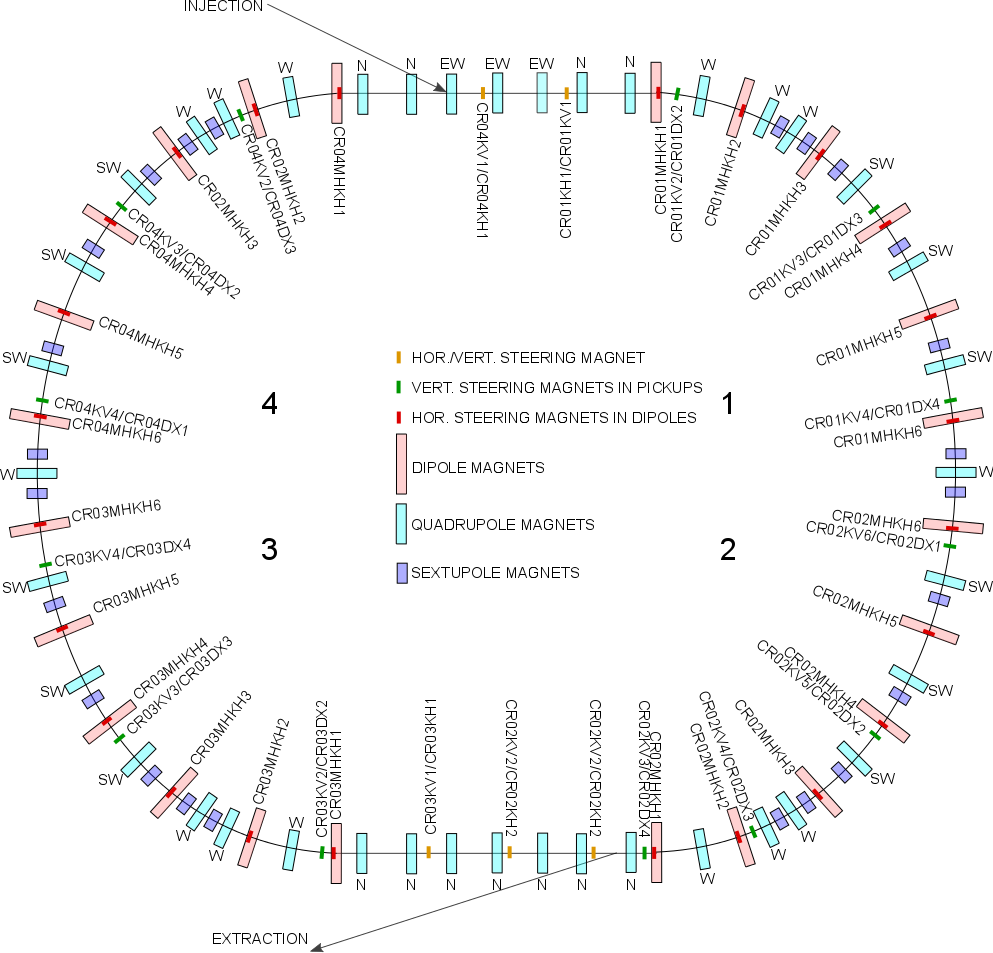 INJECTION
N
N
EW
EW
EW
N
N
W
W
W
W
SW
SW
SW
W
SW
SW
SW
W
W
W
N
N
N
N
N
N
N
W
W
W
SW
SW
SW
W
SW
SW
SW
W
W
W
CR04MHKH1
CR04KV1/CR04KH1
CR01KH1/CR01KV1
CR01MHKH1
CR01KV2/CR01DX2
CR01MHKH2
CR01MHKH3
CR01KV3/CR01DX3
CR01MHKH4
CR01MHKH5
CR01KV4/CR01DX4
CR01MHKH6
CR02MHKH2
CR04KV2/CR04DX3
CR02MHKH3
CR04KV3/CR04DX2
CR04MHKH4
CR04MHKH5
CR04KV4/CR04DX1
CR04MHKH6
HOR./VERT. STEERING MAGNET
VERT. STEERING MAGNETS IN PICKUPS
HOR. STEERING MAGNETS IN DIPOLES
DIPOLE MAGNETS
QUADRUPOLE MAGNETS
SEXTUPOLE MAGNETS
4
1
3
2
CR03MHKH6
CR03KV4/CR03DX4
CR03MHKH5
CR03MHKH4
CR03KV3/CR03DX3
CR03MHKH3
CR03MHKH2
CR03KV2/CR03DX2
CR03MHKH1
CR03KV1/CR03KH1
CR02KV2/CR02KH2
CR02KV2/CR02KH2
CR02KV3/CR02DX4
CR02MHKH1
CR02KV4/CR02DX3
CR02MHKH2
CR02MHKH3
CR02MHKH4
CR02KV5/CR02DX2
CR02MHKH5
CR02MHKH6
CR02KV6/CR02DX1
EXTRACTION